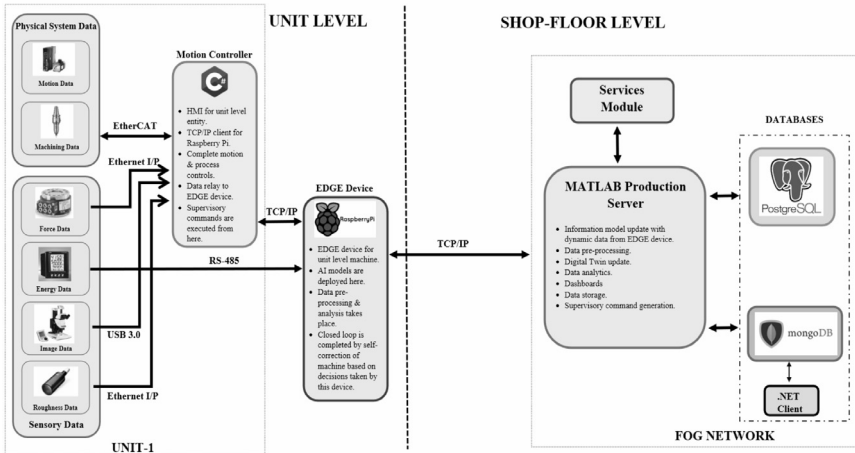 UNIT LEVEL
SHOP-FLOOR LEVEL
Physical System Data
Motion Data
Machining Data
EtherCAT
Ethernet I/P
Motion Controller
C#
• HMI for unit level
entity.
• TCP/IP client for
Raspberry Pi.
• Complete motion
& process
controls.
• Data relay to
EDGE device.
• Supervisory
commands are
executed from
here.
Force Data
Energy Data
Image Data
Roughness Data
Sensory Data
RS-485
USB 3.0
Ethernet I/P
UNIT-1
TCP/IP
EDGE Device
RaspberryPi
• EDGE device for
unit level machine.
• AI models are
deployed here.
• Data pre-
processing &
analysis takes
place.
• Closed loop is
completed by self-
correction of
machine based on
decisions taken by
this device.
TCP/IP
Services
Module
MATLAB Production
Server
• Information model update with
dynamic data from EDGE device.
• Data pre-processing.
• Digital Twin update.
• Data analytics.
• Dashboards
• Data storage.
• Supervisory command generation.
DATABASES
PostgreSQL
mongoDB
.NET
Client
FOG NETWORK